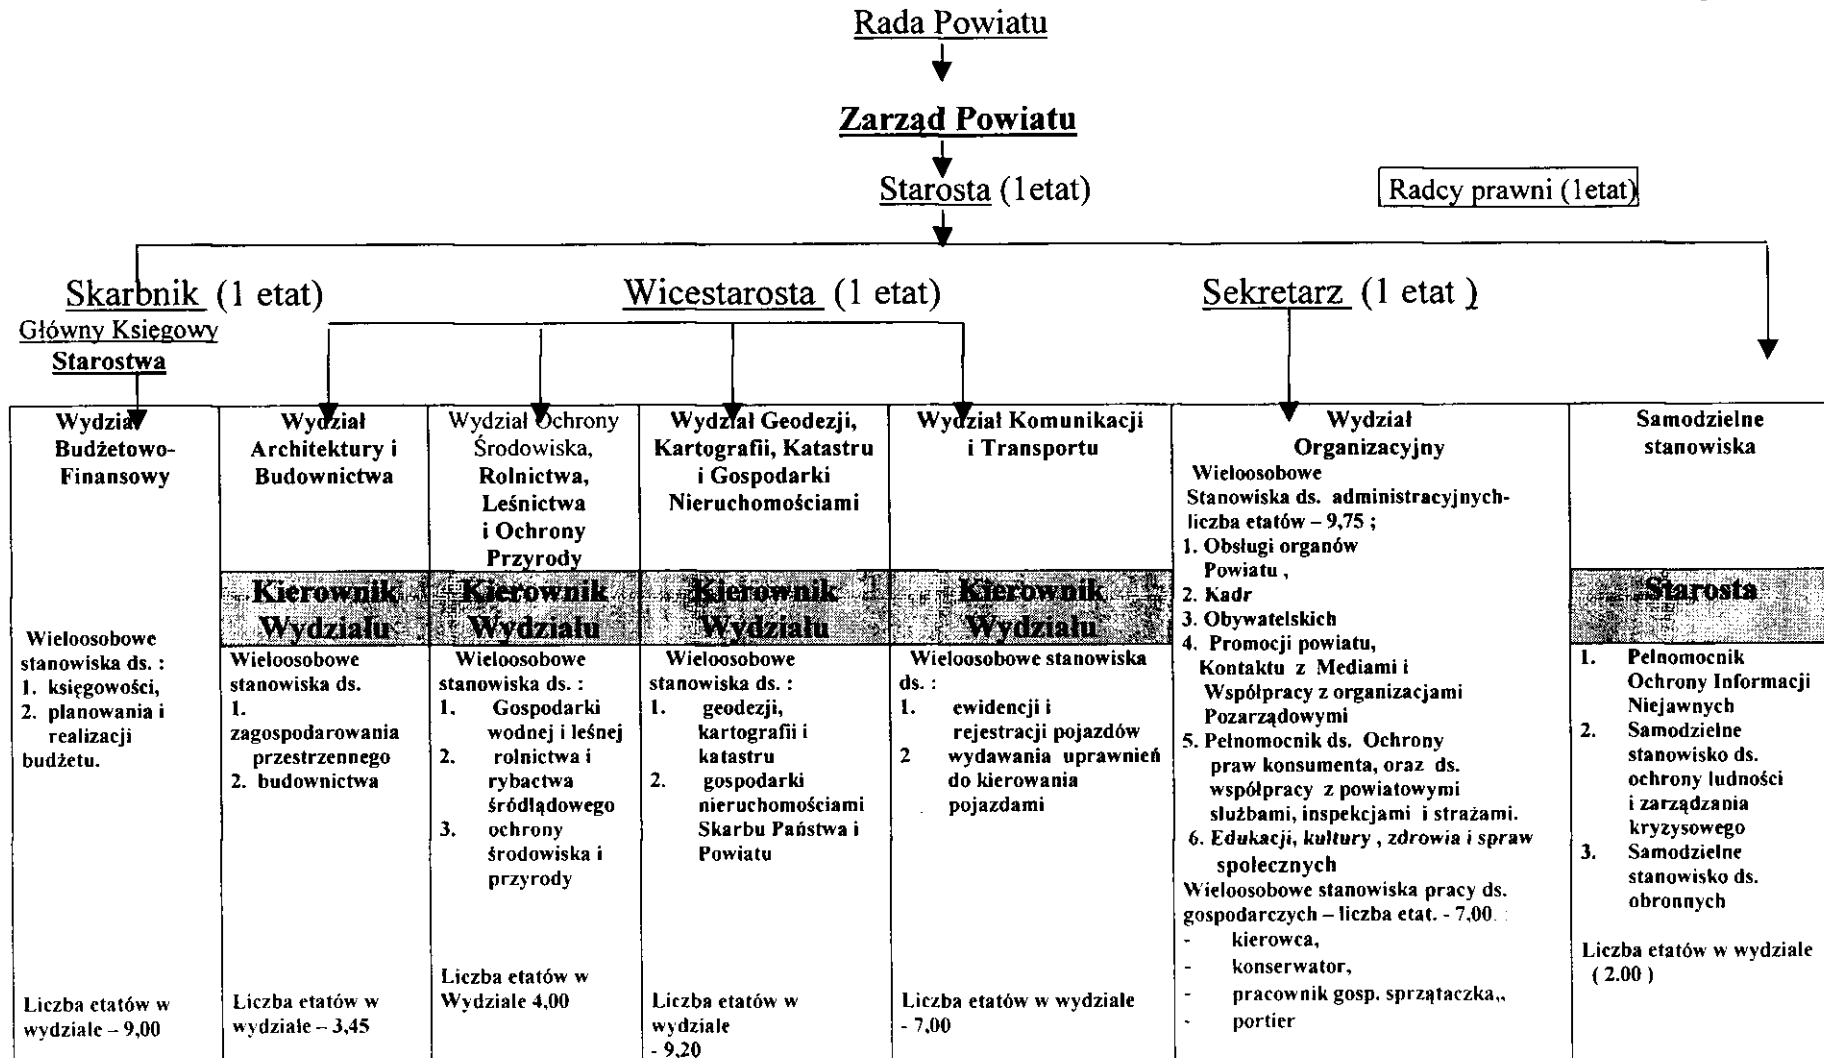 Rada Powiatu
Zarząd Powiatu
Starosta (1etat)
Radcy prawni (1etat)
Skarbnik (1 etat)
Główny Księgowy
Starostwa
Wicestarosta (1 etat)
Sekretarz (1 etat )
Wydział
Budżetowo-
Finansowy
Wieloosobowe
stanowiska ds. :
1. księgowości,
2. planowania i
realizacji
budżetu.
Liczba etatów w
wydziale – 9,00
Wydział
Architektury i
Budownictwa
Kierownik
Wydziału
Wieloosobowe
stanowiska ds.
1.
zagospodarowania
przestrzennego
2. budownictwa
Liczba etatów w
wydziale – 3,45
Wydział Ochrony
Środowiska,
Rolnictwa,
Leśnictwa
i Ochrony
Przyrody
Kierownik
Wydziału
Wieloosobowe
stanowiska ds. :
1. Gospodarki
wodnej i leśnej
2. rolnictwa i
rybactwa
śródlądowego
3. ochrony
środowiska i
przyrody
Liczba etatów w
Wydziale 4,00
Wydział Geodezji,
Kartografii, Katastru
i Gospodarki
Nieruchomościami
Kierownik
Wydziału
Wieloosobowe
stanowiska ds. :
1. geodezji,
kartografii i
katastru
2. gospodarki
nieruchomościami
Skarbu Państwa i
Powiatu
Liczba etatów w
wydziale
- 9,20
Wydział Komunikacji
i Transportu
Kierownik
Wydziału
Wieloosobowe stanowiska
ds. :
1. ewidencji i
rejestracji pojazdów
2 wydawania uprawnień
do kierowania
pojazdami
Liczba etatów w wydziale
- 7,00
Wydział
Organizacyjny
Wieloosobowe
Stanowiska ds. administracyjnych-
liczba etatów – 9,75 ;
1. Obsługi organów
Powiatu ,
2. Kadr
3. Obywatelskich
4. Promocji powiatu,
Kontaktu z Mediami i
Współpracy z organizacjami
Pozarządowymi
5. Pełnomocnik ds. Ochrony
praw konsumenta, oraz ds.
współpracy z powiatowymi
służbami, inspekcjami i strażami.
6. Edukacji, kultury , zdrowia i spraw
społecznych
Wieloosobowe stanowiska pracy ds.
gospodarczych – liczba etat. - 7,00. :
- kierowca,
- konserwator,
- pracownik gosp. sprzątaczka,,
- portier
Samodzielne
stanowiska
Starosta
1. Pełnomocnik
Ochrony Informacji
Niejawnych
2. Samodzielne
stanowisko ds.
ochrony ludności
i zarządzania
kryzysowego
3. Samodzielne
stanowisko ds.
obronnych
Liczba etatów w wydziale
( 2.00 )